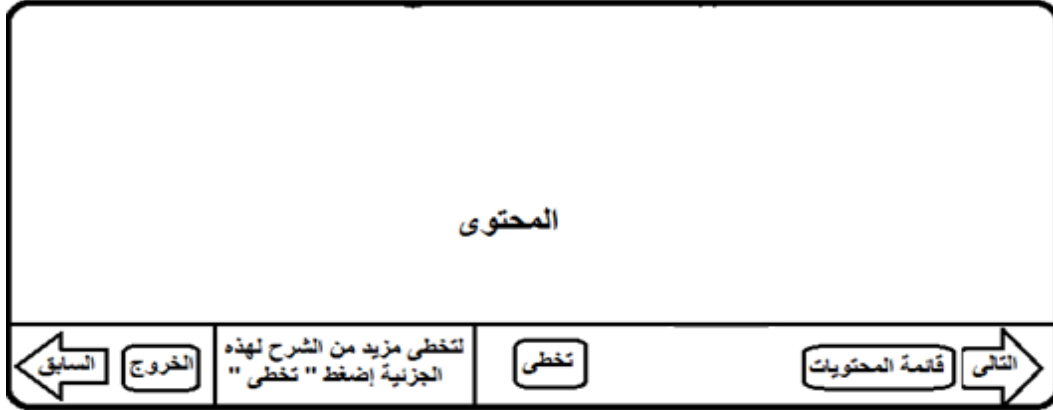 المحتوى
التالى
قائمة المحتويات
تخطى
لتخطى مزيد من الشرح لهذه
الجزئية إضغط " تخطى "
الخروج
السابق